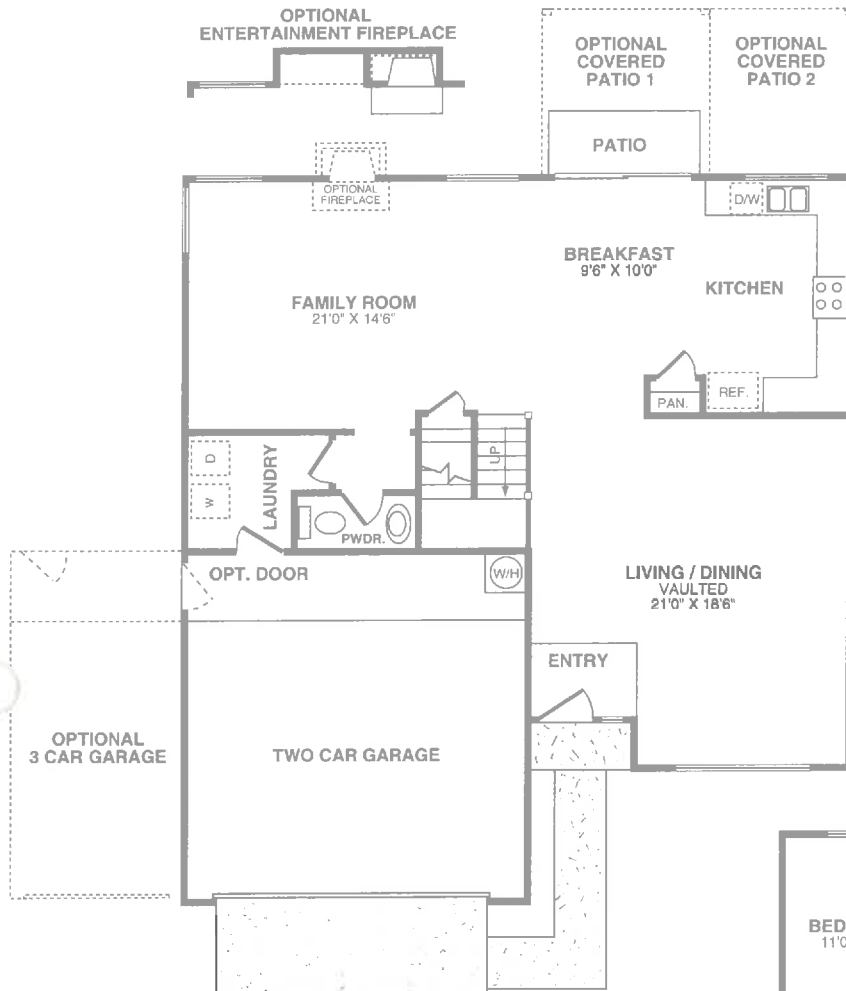 OPTIONAL
ENTERTAINMENT FIREPLACE
OPTIONAL
COVERED
PATIO 1
OPTIONAL
COVERED
PATIO 2
PATIO
OPTIONAL
FIREPLACE
D/W
BREAKFAST
9'6" X 10'0"
KITCHEN
FAMILY ROOM
21'0" X 14'6"
PAN.
REF.
UP
D
W
LAUNDRY
PWDR.
OPT. DOOR
W/H
LIVING / DINING
VAULTED
21'0" X 18'6"
ENTRY
OPTIONAL
3 CAR GARAGE
TWO CAR GARAGE
BED
11'0